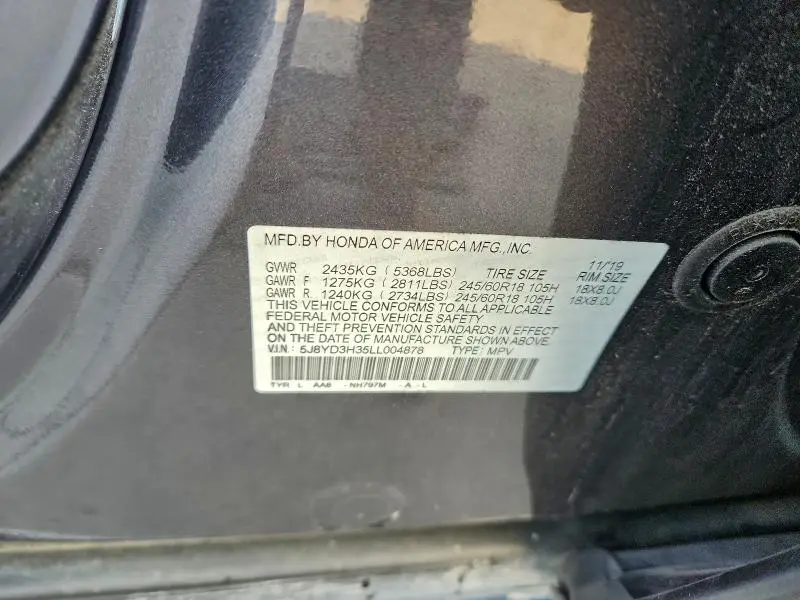 MFD.BY HONDA OF AMERICA MFG.,INC. 11/19
GVWR 2435KG (5368LBS) TIRE SIZE RIM SIZE
GAWR F 1275KG (2811LBS) 245/60R18 105H 18X8.0J
GAWR R 1240KG (2734LBS) 245/60R18 105H 18X8.0J
THIS VEHICLE CONFORMS TO ALL APPLICABLE
FEDERAL MOTOR VEHICLE SAFETY
AND THEFT PREVENTION STANDARDS IN EFFECT
ON THE DATE OF MANUFACTURE SHOWN ABOVE.
V.I.N: 5J8YD3H35LL004878 TYPE: MPV
TYR L AA8 -NH797M -A -L